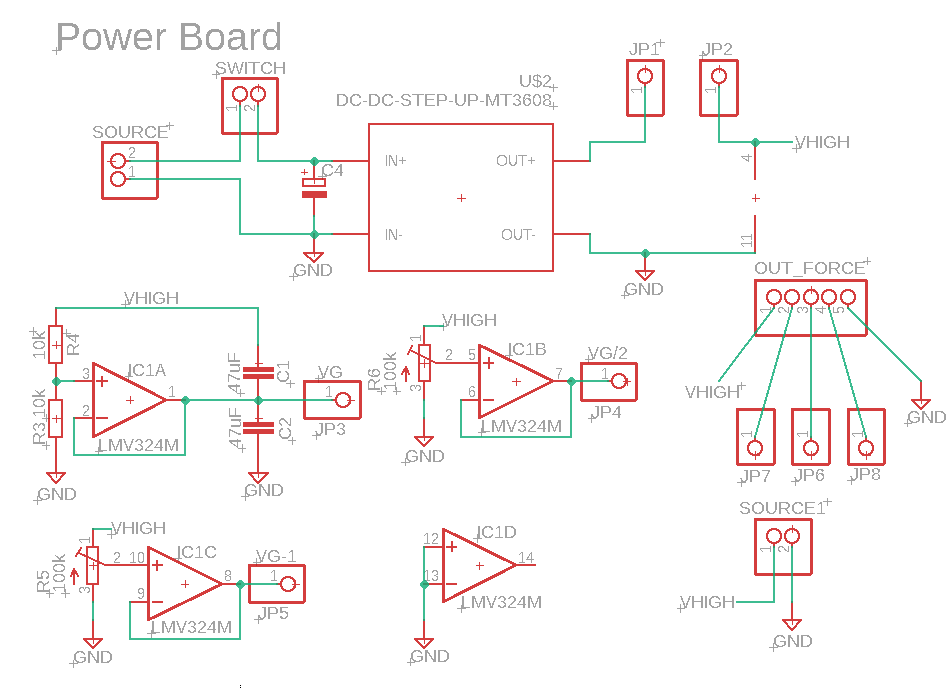 Power Board
SWITCH
1 2
SOURCE
2
1
U$2
DC-DC-STEP-UP-MT3608
IN+
IN-
OUT+
OUT-
C4
GND
JP1
1
JP2
1
VHIGH
4
11
GND
OUT_FORCE
1 2 3 4 5
VHIGH
GND
1
JP7
1
JP6
1
JP8
VHIGH
10k
R4
10k
R3
3
2
1
IC1A
LMV324M
47uF
C1
47uF
C2
VG
1
JP3
GND
GND
VHIGH
1
2
3
R6
100k
5
6
7
IC1B
LMV324M
VG/2
1
JP4
GND
VHIGH
1
2
3
R5
100k
10
9
8
IC1C
LMV324M
VG-1
1
JP5
GND
12
13
14
IC1D
LMV324M
GND
SOURCE1
1 2
VHIGH
GND